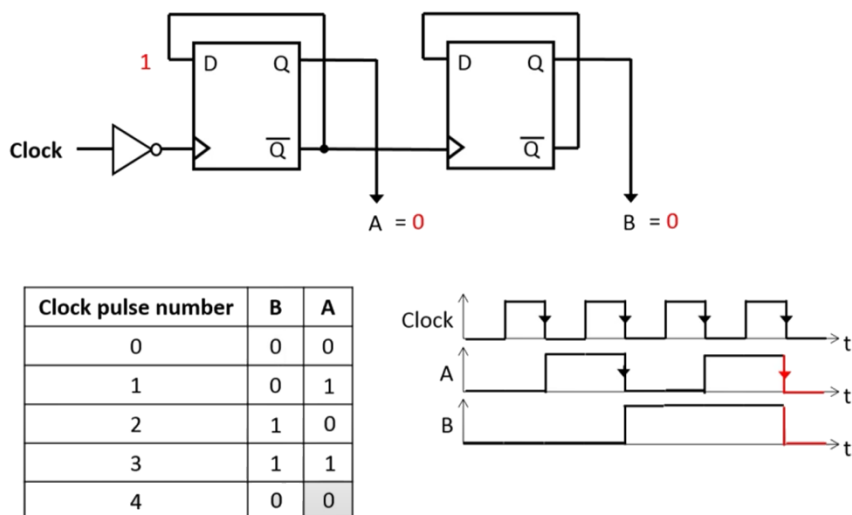 1 D Q D Q
Clock Q̅ Q̅
A = 0 B = 0
Clock pulse number B A
0 0 0
1 0 1
2 1 0
3 1 1
4 0 0
Clock t
A t
B t